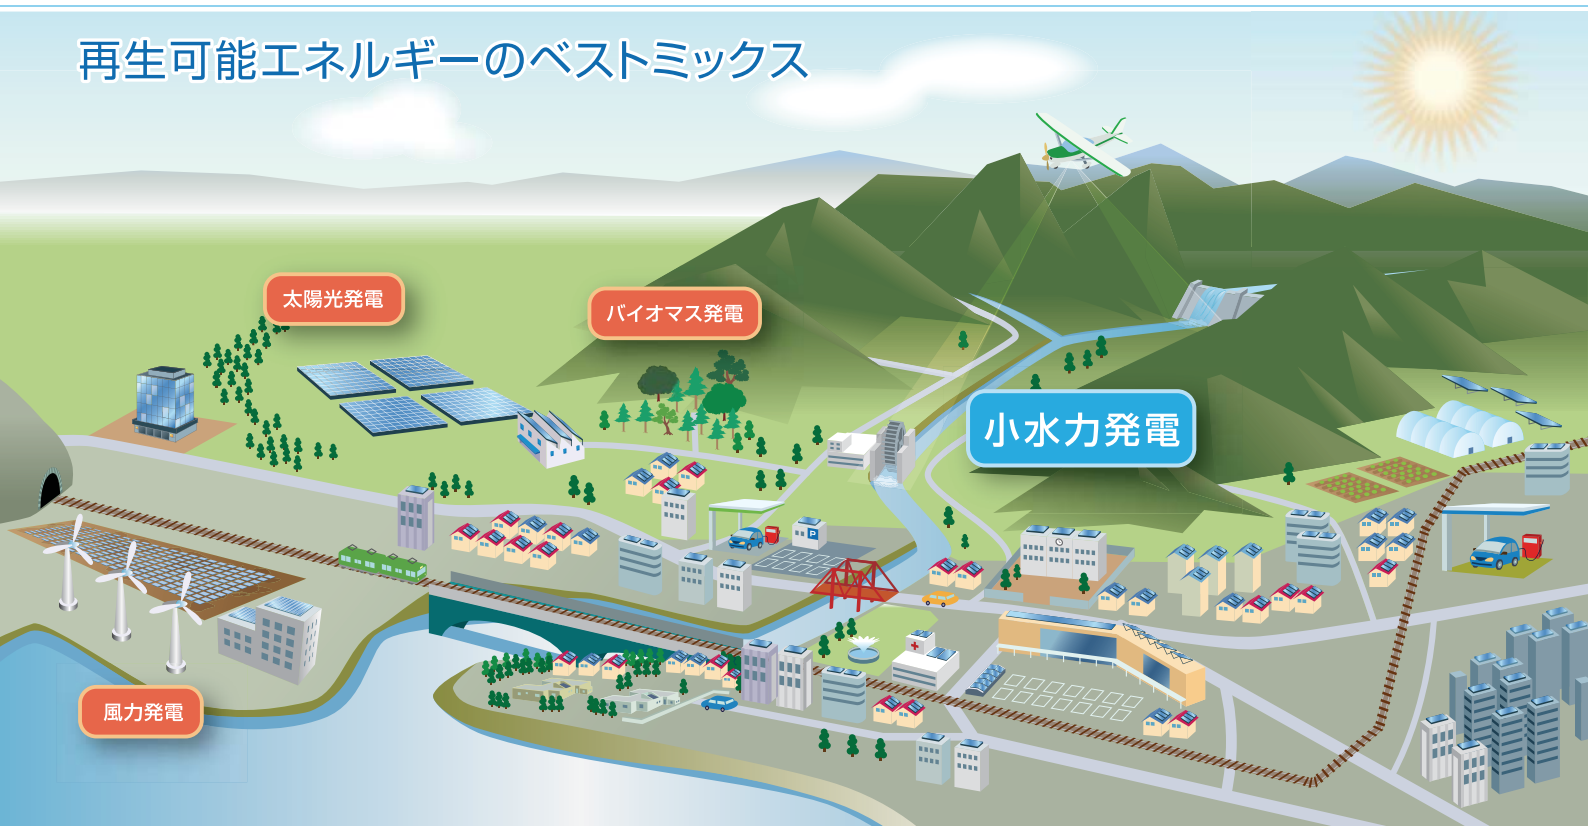 再生可能エネルギーのベストミックス
太陽光発電
バイオマス発電
小水力発電
P
風力発電